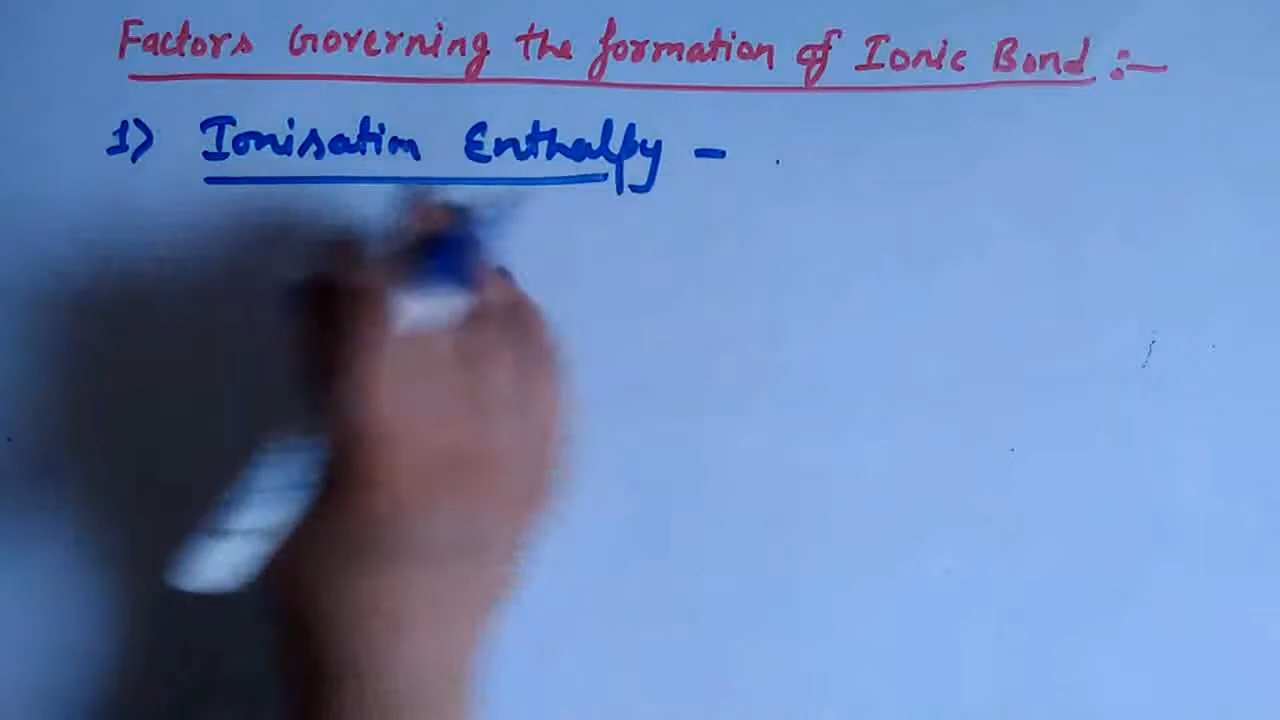 Factors Governing the formation of Ionic Bond :-
1) Ionisation Enthalpy -